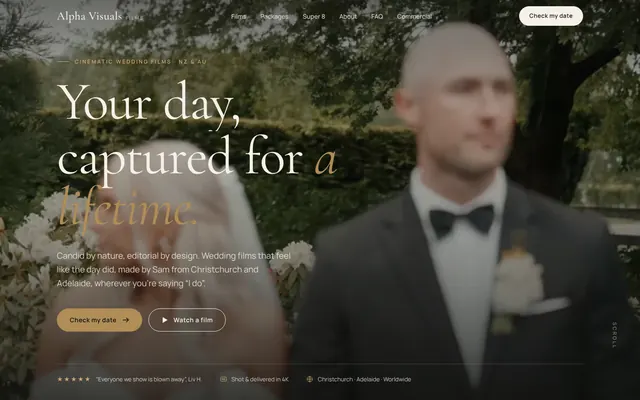 Alpha Visuals
Films Packages Super 8 About FAQ Commercial
Check my date
CINEMATIC WEDDING FILMS · NZ & AU
Your day,
captured for a
lifetime.
Candid by nature, editorial by design. Wedding films that feel
like the day did, made by Sam from Christchurch and
Adelaide, wherever you're saying "I do".
Check my date → Watch a film
SCROLL
★★★★★ "Everyone we show is blown away", Liv H. Shot & delivered in 4K Christchurch · Adelaide · Worldwide